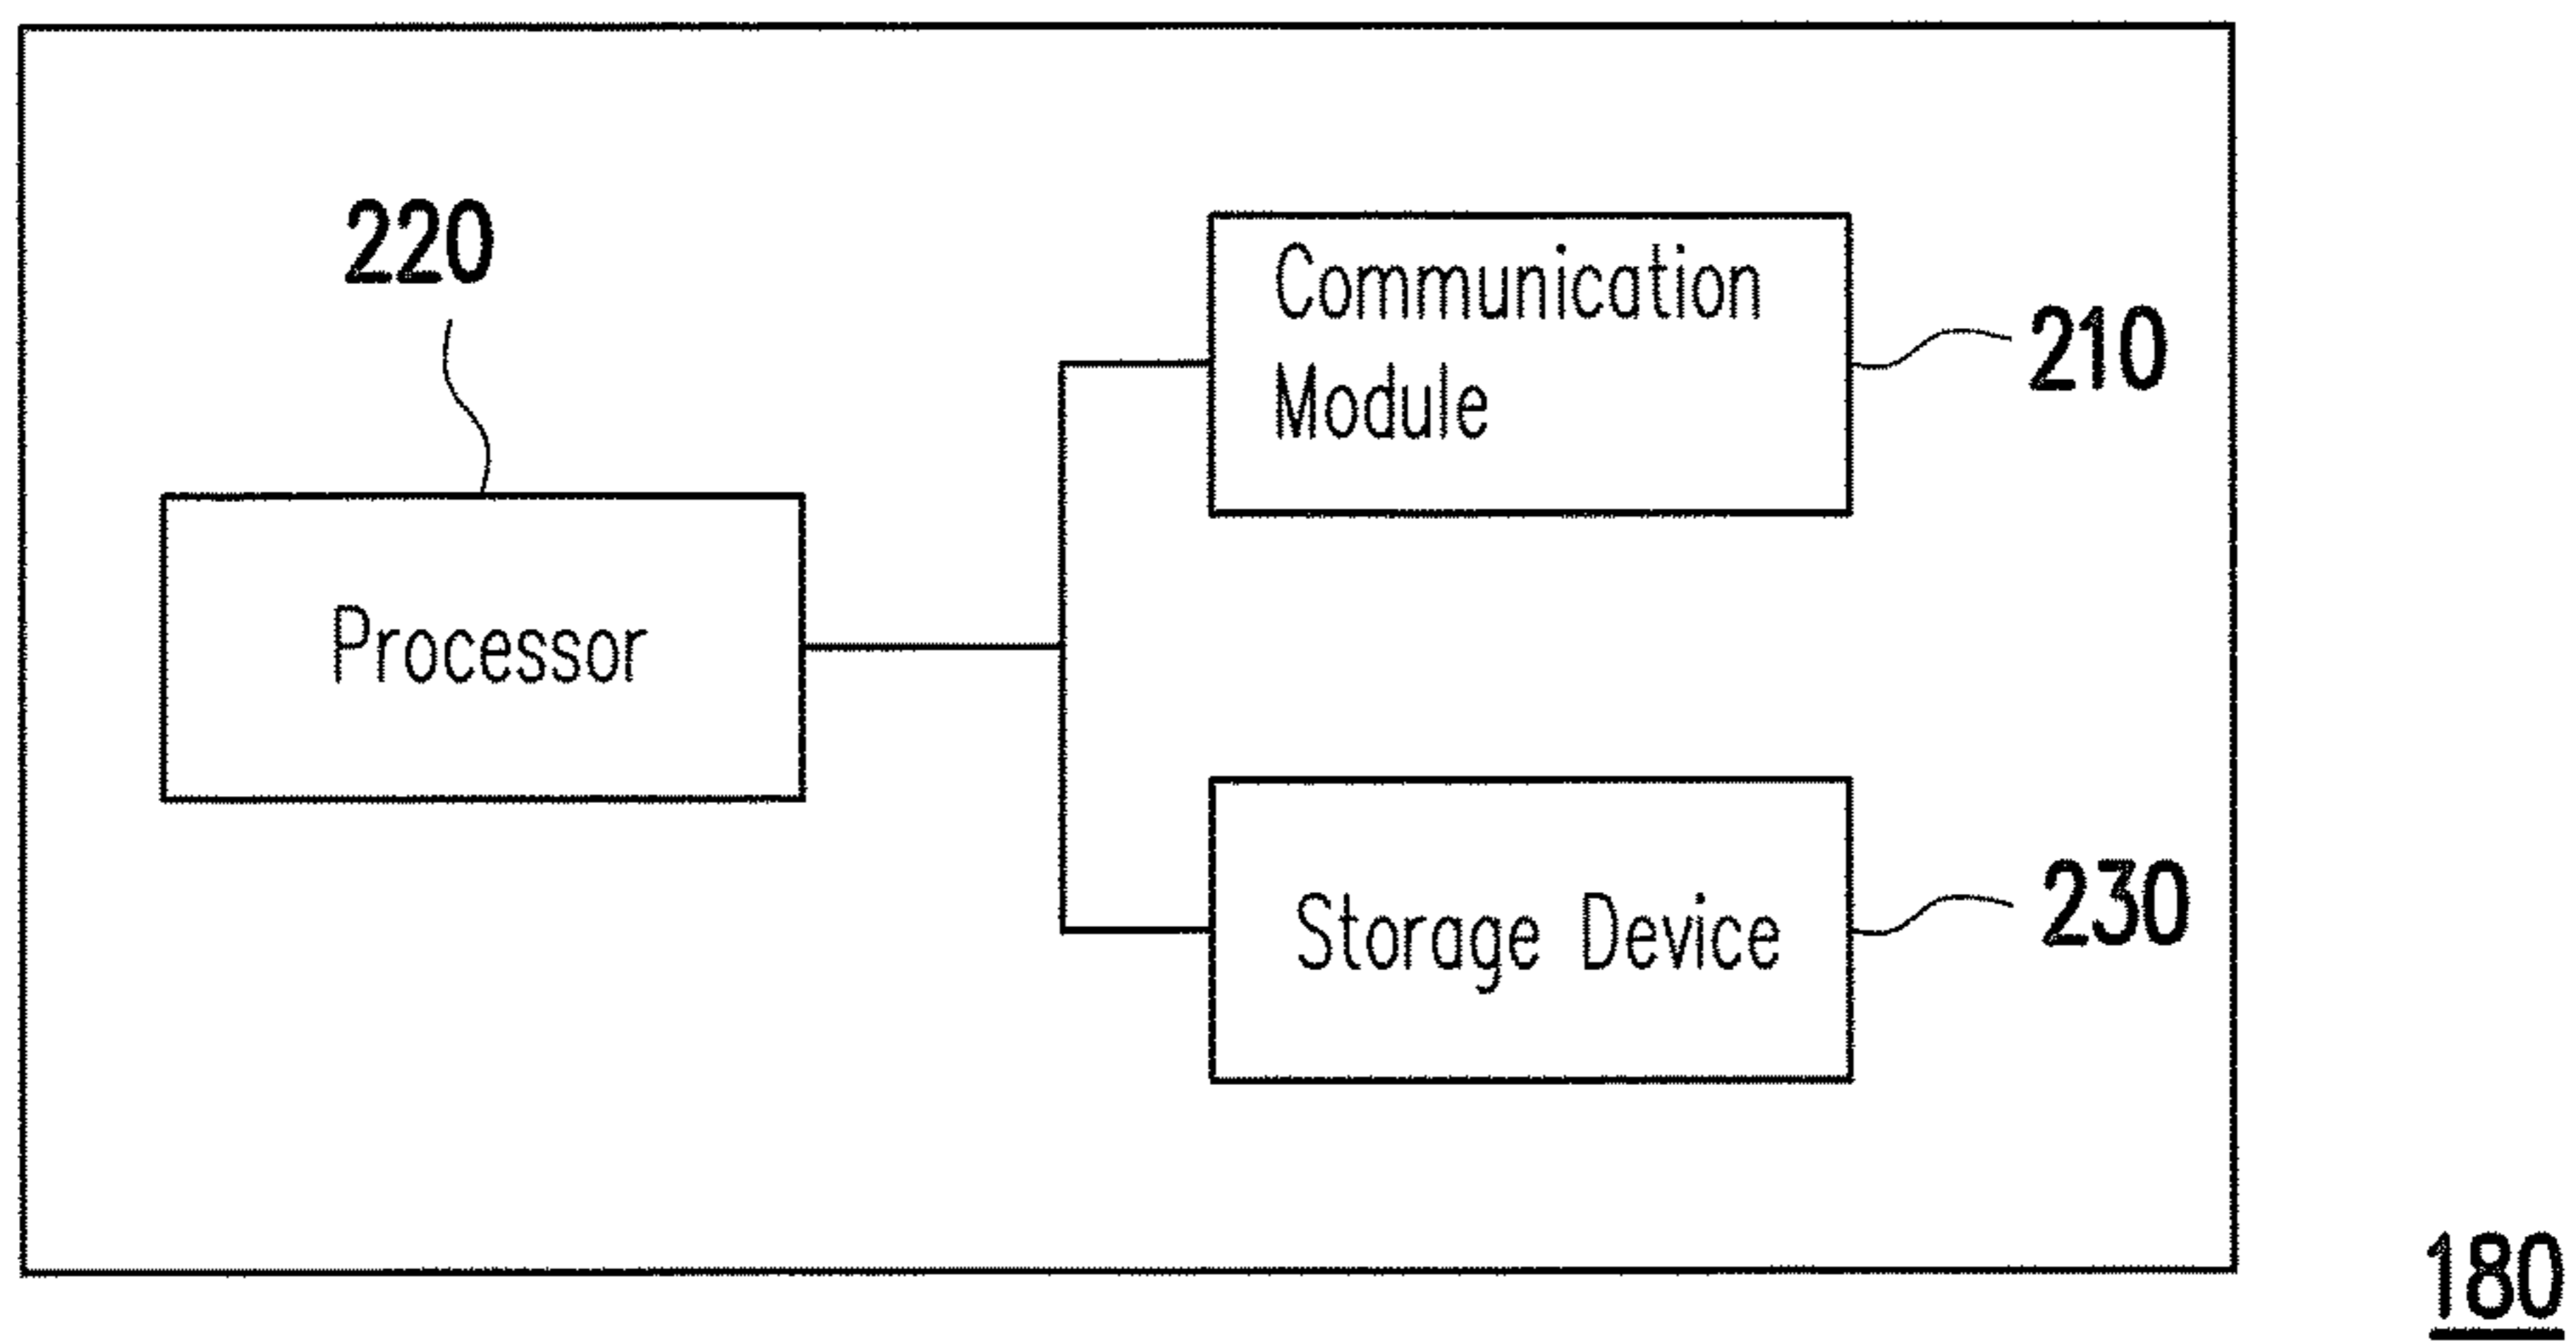 220
Communication
Module
210
Processor
Storage Device
230
180